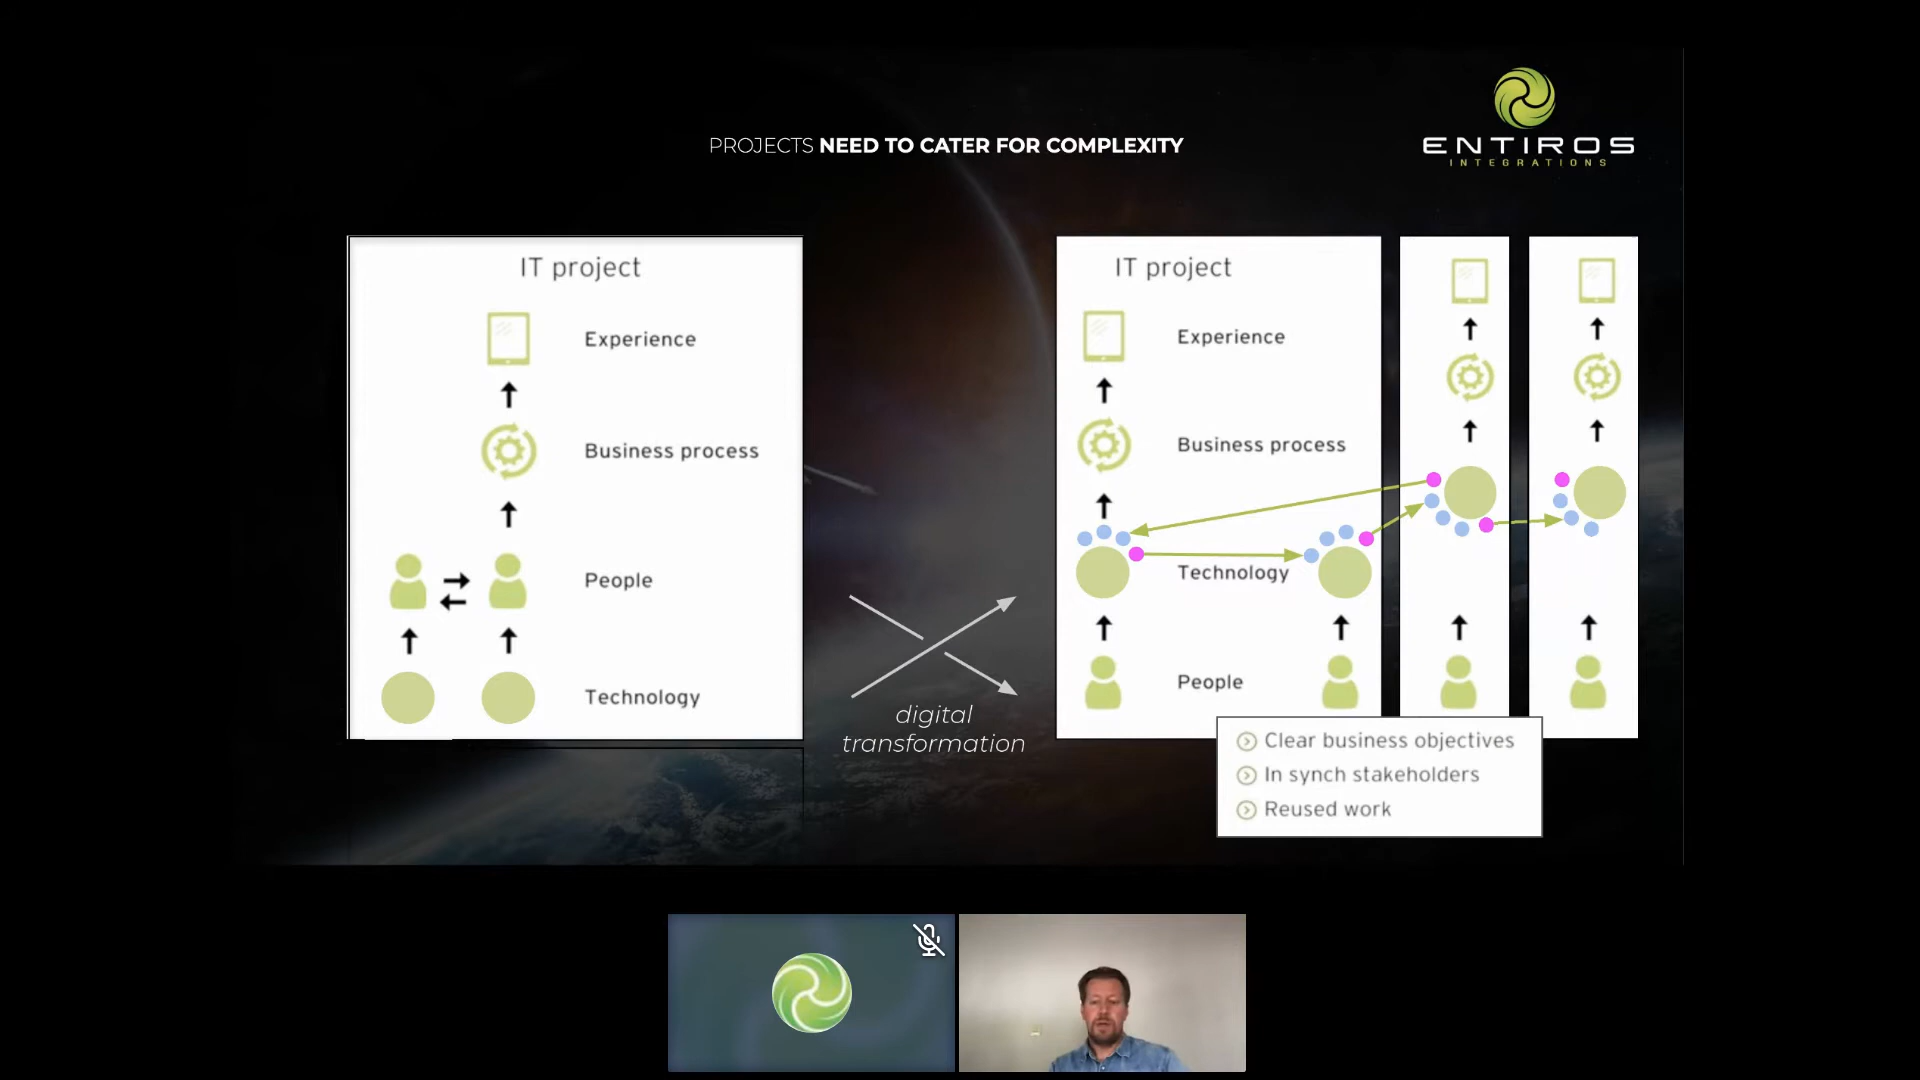 PROJECTS NEED TO CATER FOR COMPLEXITY
ENTIROS
INTEGRATIONS
IT project
Experience
Business process
People
Technology
digital
transformation
IT project
Experience
Business process
Technology
People
Clear business objectives
In synch stakeholders
Reused work